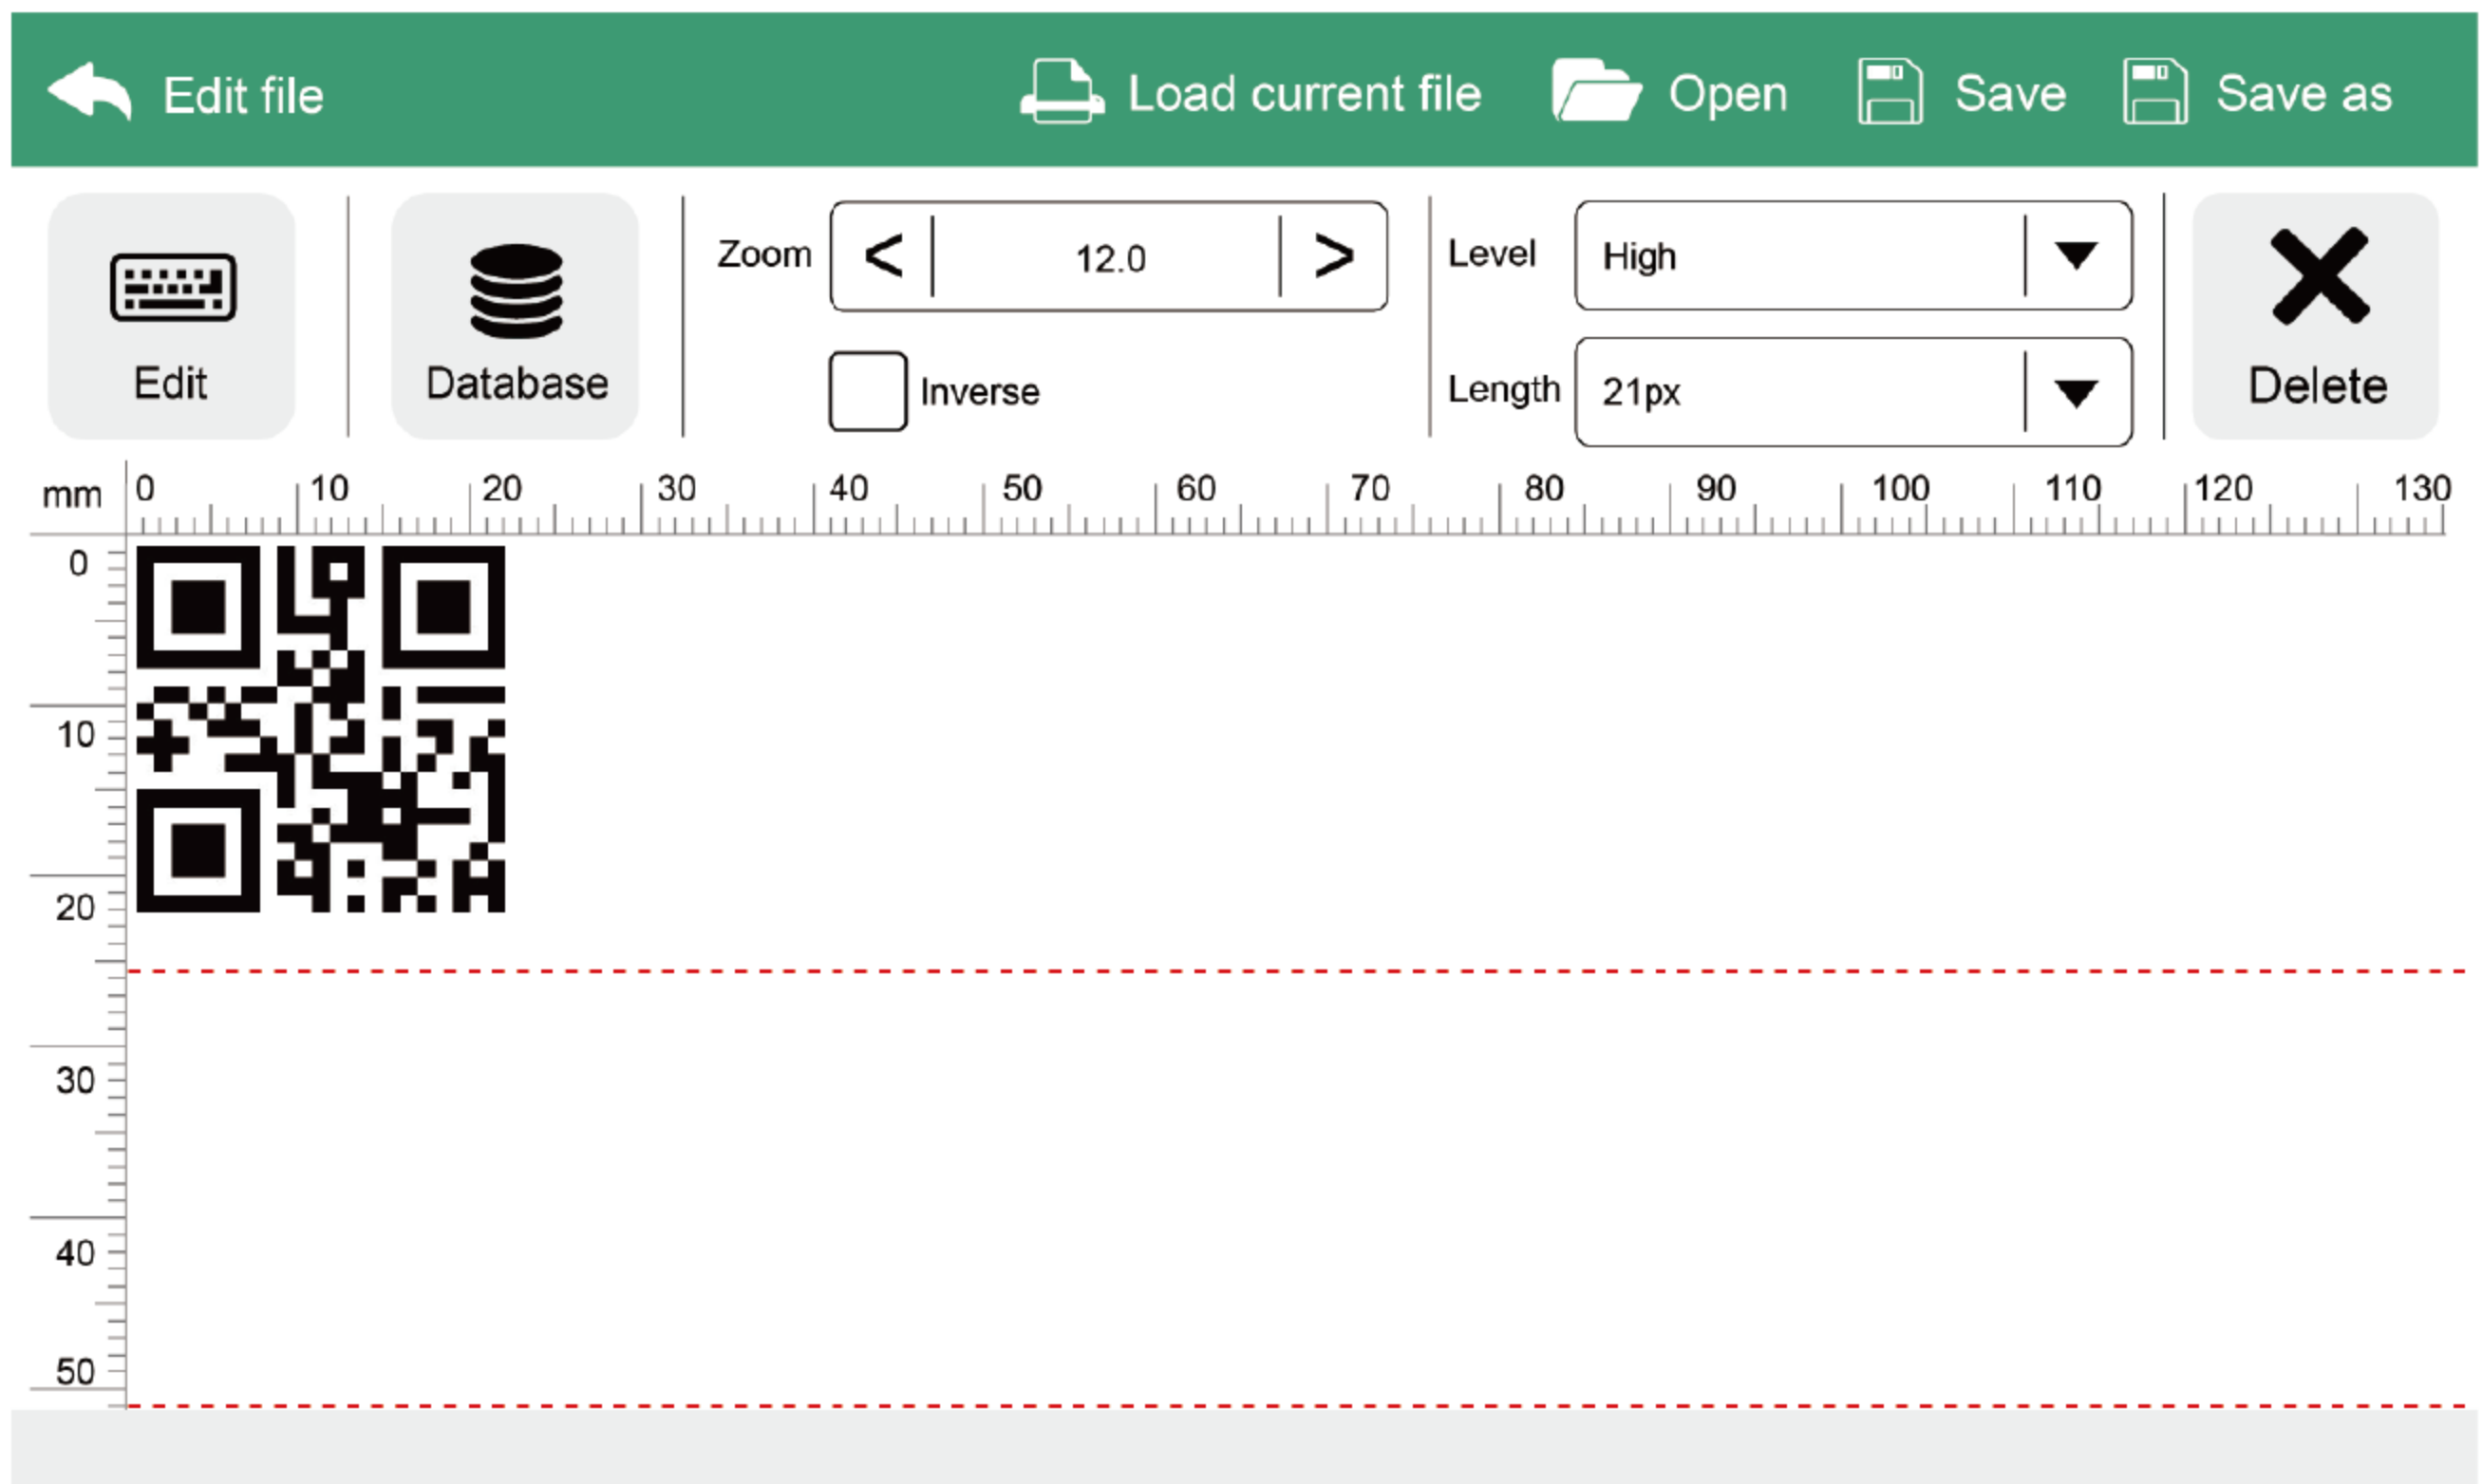 Edit file Load current file Open Save Save as
Zoom < 12.0 > Level High
Edit Database Inverse Length 21px Delete
mm 0 10 20 30 40 50 60 70 80 90 100 110 120 130
0
10
20
30
40
50